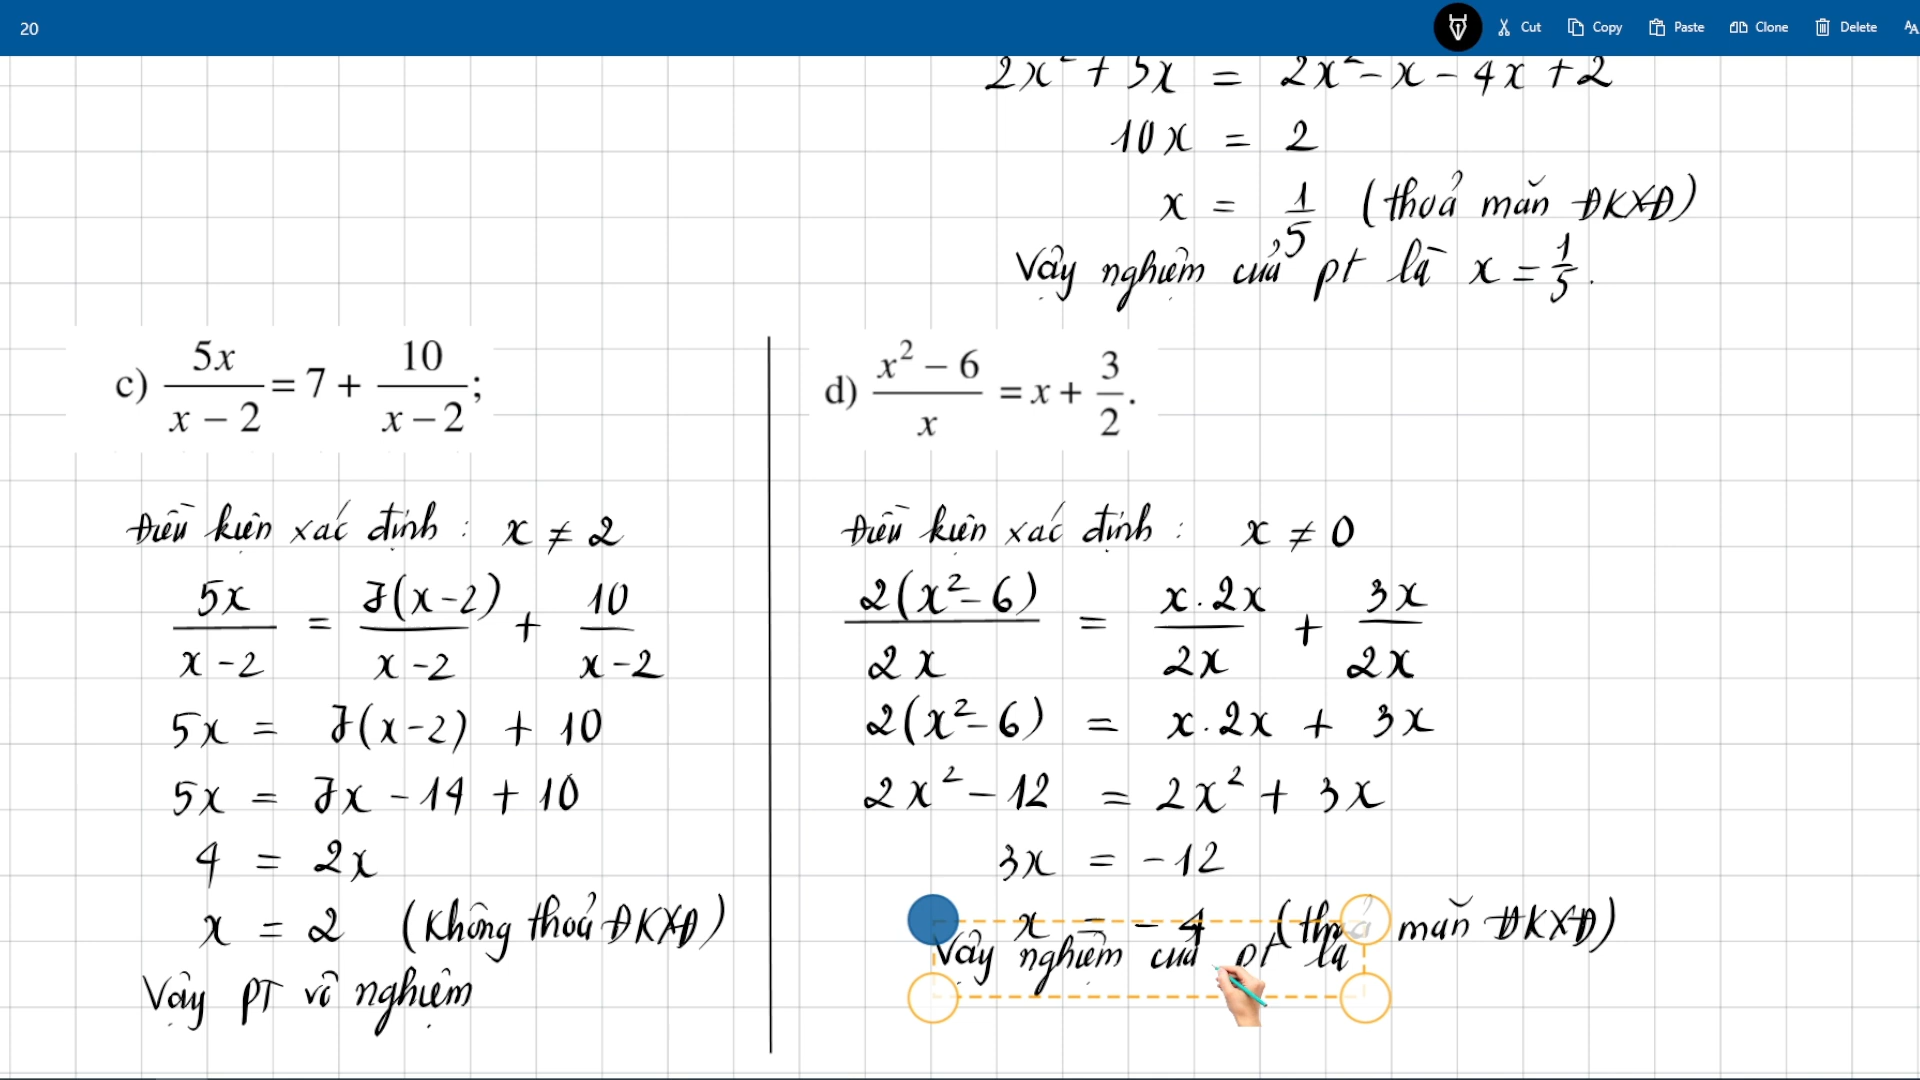 20
Cut Copy Paste Clone Delete
2x² + 5x = 2x² - x - 4x + 2
10x = 2
x = 1/5 (thoả mãn ĐKXĐ)
Vậy nghiệm của pt là x = 1/5.
c) 5x/(x − 2) = 7 + 10/(x − 2);
Điều kiện xác định : x ≠ 2
5x/(x - 2) = 7(x - 2)/(x - 2) + 10/(x - 2)
5x = 7(x - 2) + 10
5x = 7x - 14 + 10
4 = 2x
x = 2 (không thoả ĐKXĐ)
Vậy PT vô nghiệm
d) (x² − 6)/x = x + 3/2.
Điều kiện xác định : x ≠ 0
2(x² - 6)/2x = x.2x/2x + 3x/2x
2(x² - 6) = x.2x + 3x
2x² - 12 = 2x² + 3x
3x = -12
x = -4 (thoả mãn ĐKXĐ)
Vậy nghiệm của pt là